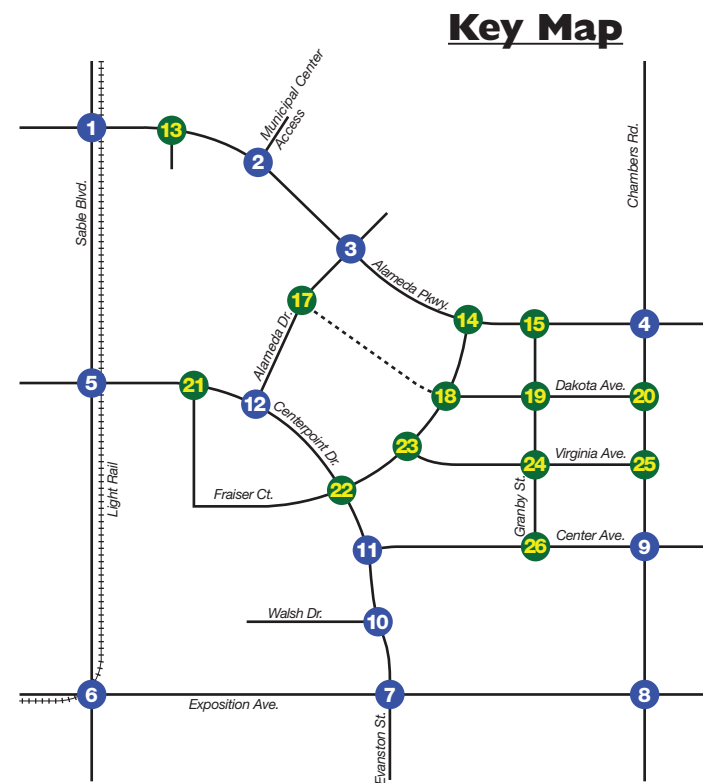 Key Map
Municipal Center
Access
1
13
2
Chambers Rd.
Sable Blvd.
3
Alameda Pkwy.
17
14
15
4
Alameda Dr.
5
21
12
18
19
Dakota Ave.
20
Centerpoint Dr.
23
24
Virginia Ave.
25
Light Rail
Fraiser Ct.
22
Granby St.
11
26
Center Ave.
9
Walsh Dr.
10
6
Exposition Ave.
7
8
Evanston St.